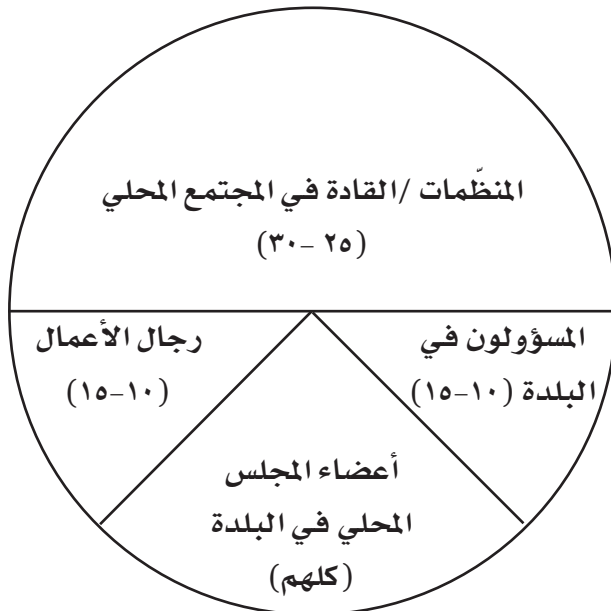 المنظّمات /القادة في المجتمع المحلي
(٢٥ -٣٠)
المسؤولون في
البلدة (١٠-١٥)
رجال الأعمال
(١٠-١٥)
أعضاء المجلس
المحلي في البلدة
(كلهم)